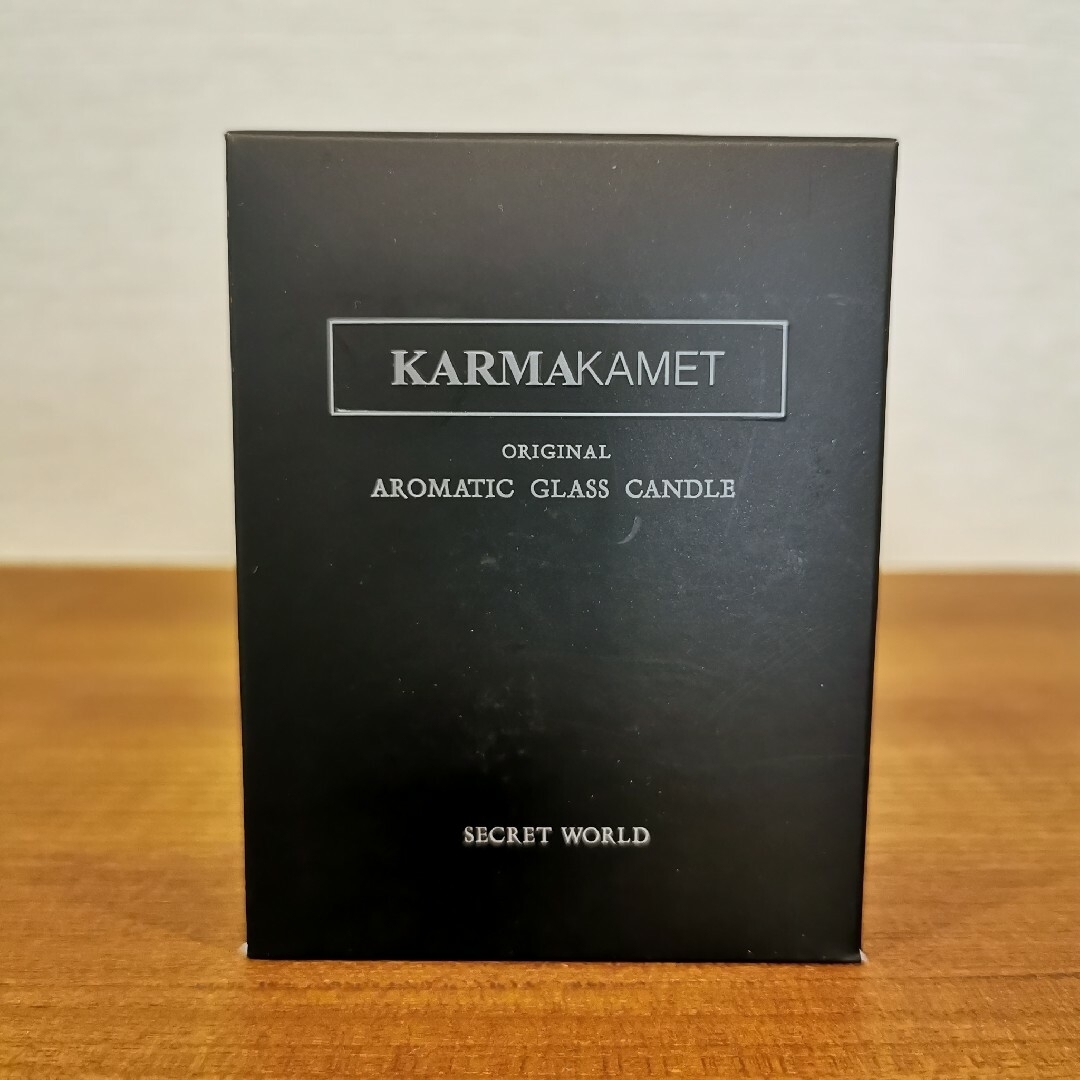 KARMAKAMET
ORIGINAL
AROMATIC GLASS CANDLE
SECRET WORLD